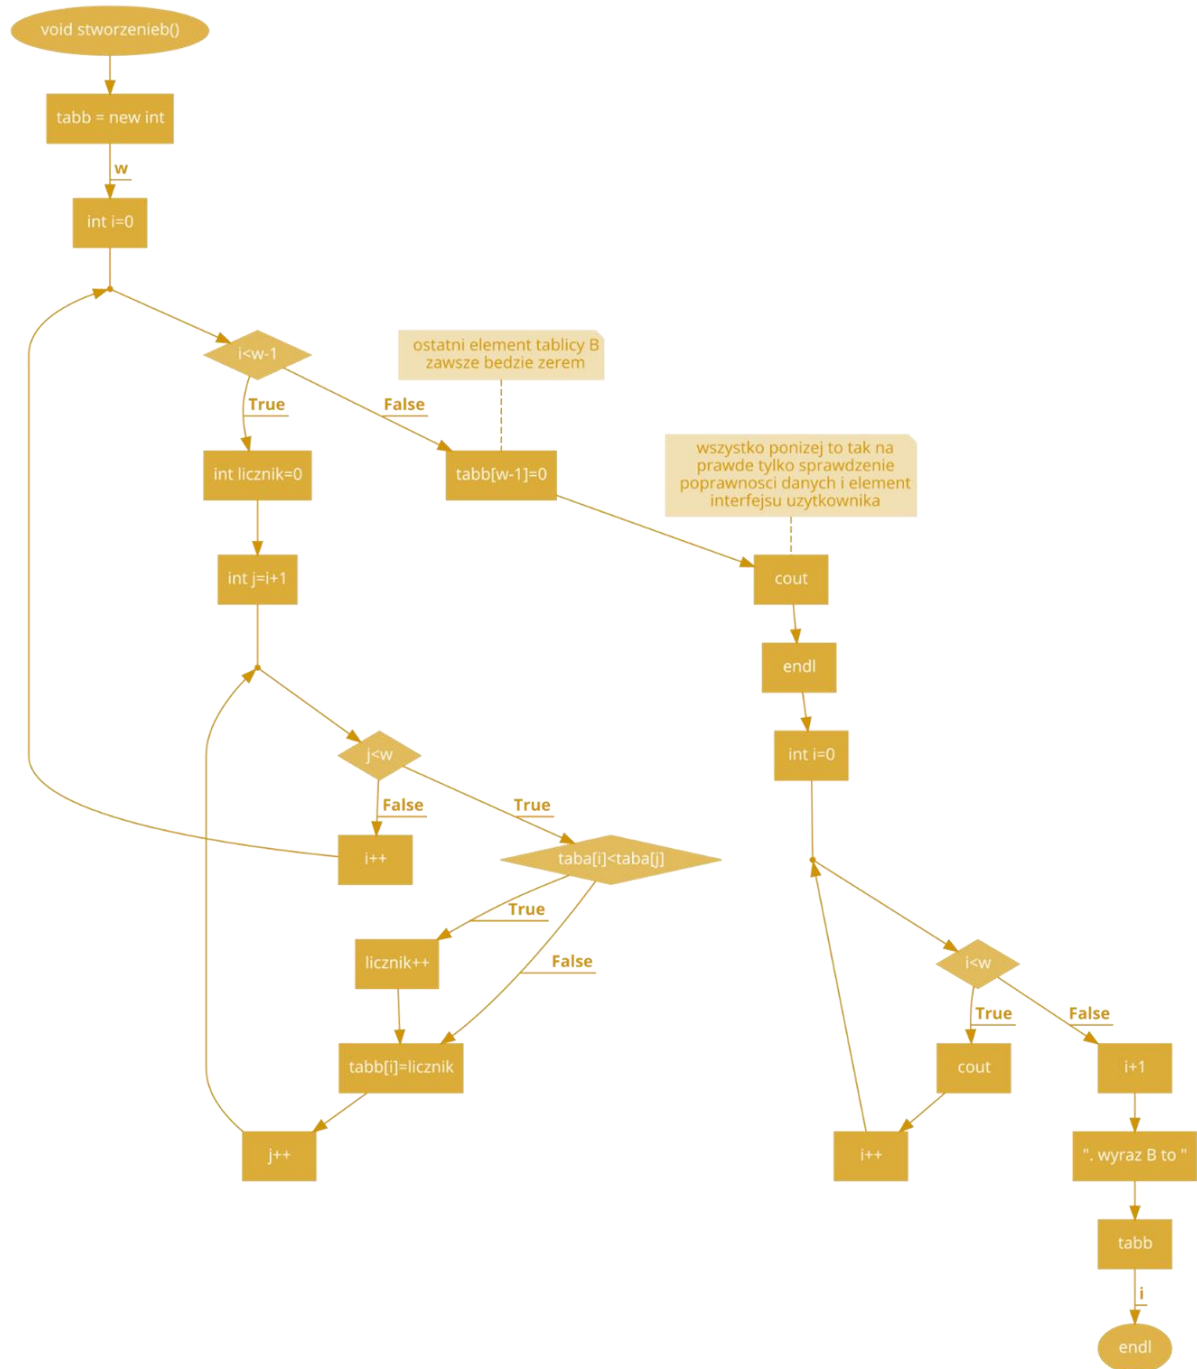 void stworzenieb()
tabb = new int
w
int i=0
i<w-1
ostatni element tablicy B
zawsze bedzie zerem
True
False
int licznik=0
tabb[w-1]=0
wszystko ponizej to tak na
prawde tylko sprawdzenie
poprawnosci danych i element
interfejsu uzytkownika
int j=i+1
cout
endl
int i=0
j<w
False
True
i++
taba[i]<taba[j]
True
False
licznik++
tabb[i]=licznik
j++
i<w
True
False
cout
i+1
i++
". wyraz B to "
tabb
i
endl